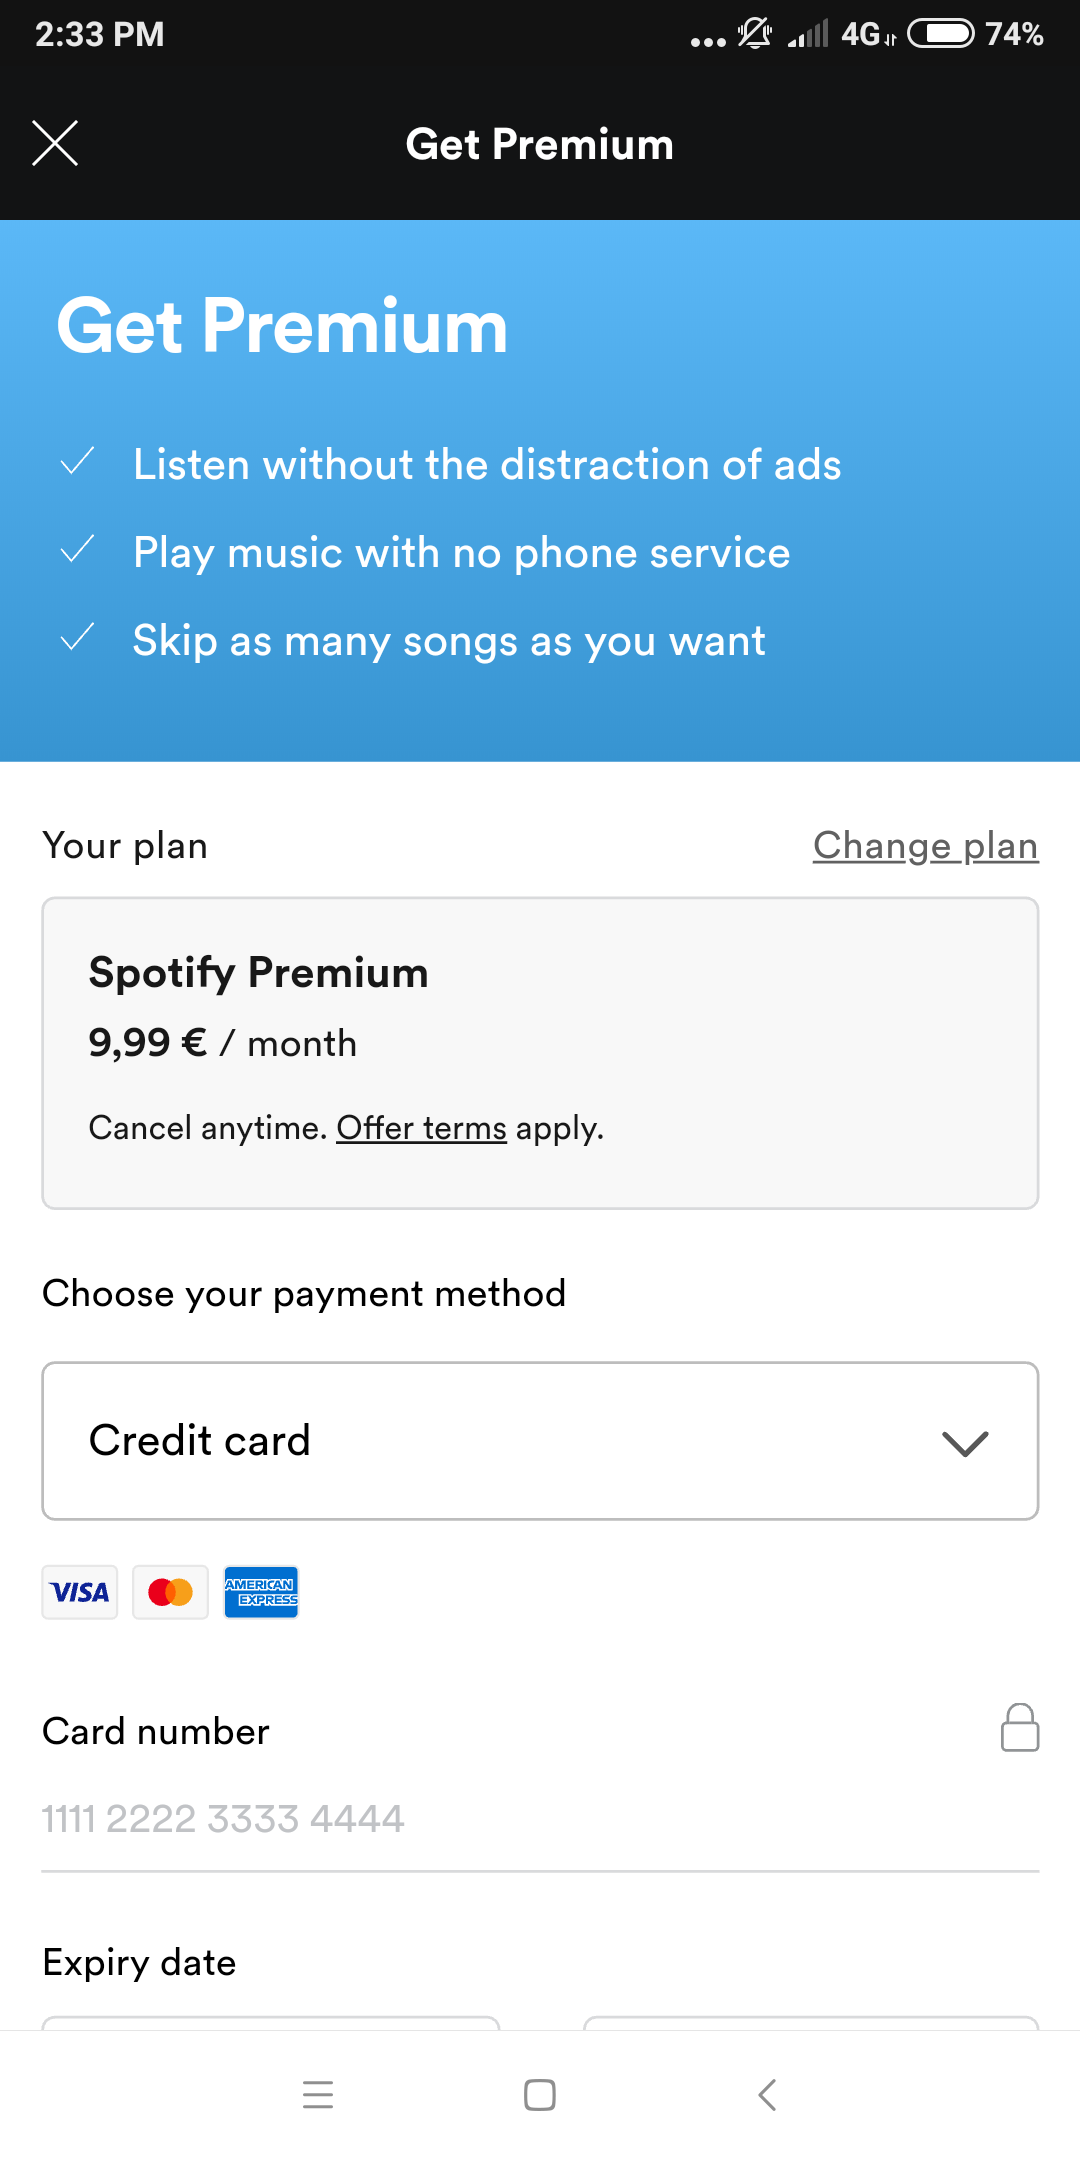 2:33 PM
4G 74%
Get Premium
Get Premium
Listen without the distraction of ads
Play music with no phone service
Skip as many songs as you want
Your plan
Change plan
Spotify Premium
9,99 € / month
Cancel anytime. Offer terms apply.
Choose your payment method
Credit card
VISA
AMERICAN
EXPRESS
Card number
1111 2222 3333 4444
Expiry date